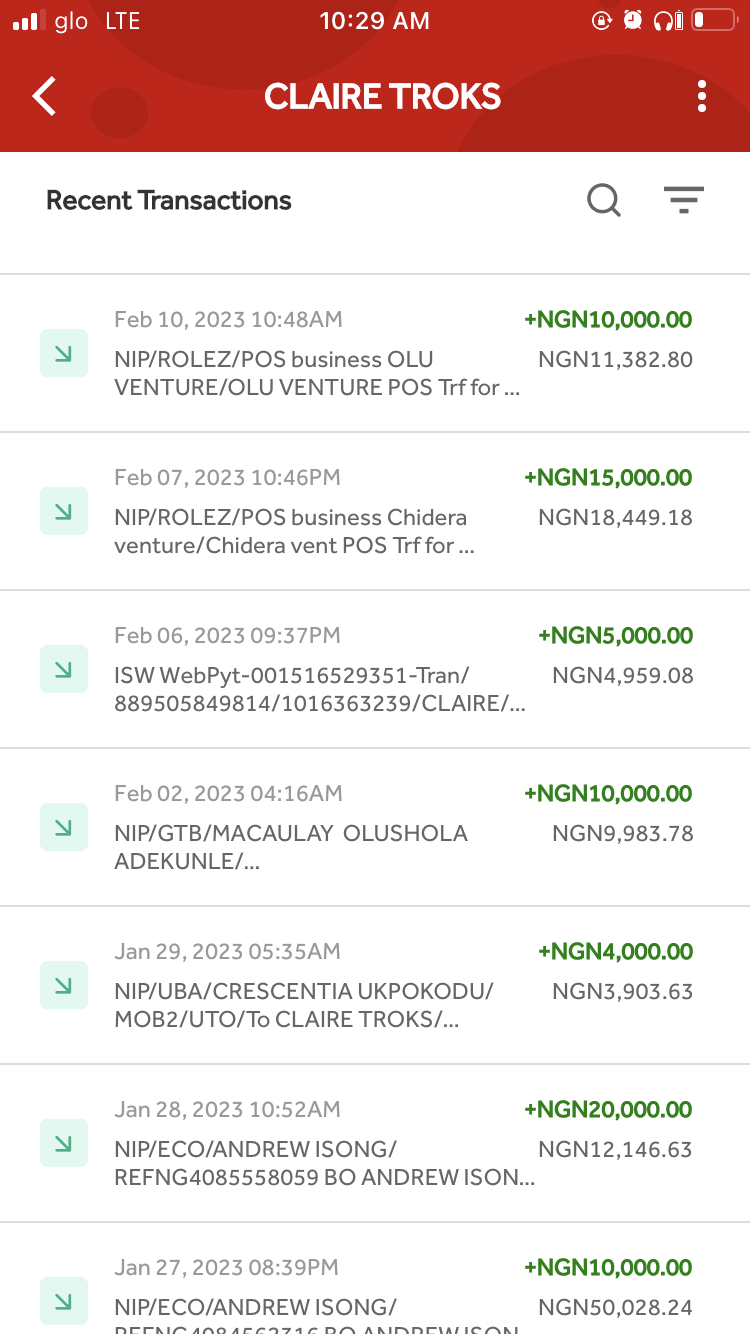 glo LTE 10:29 AM
CLAIRE TROKS
Recent Transactions
Feb 10, 2023 10:48AM +NGN10,000.00
NIP/ROLEZ/POS business OLU NGN11,382.80
VENTURE/OLU VENTURE POS Trf for ...
Feb 07, 2023 10:46PM +NGN15,000.00
NIP/ROLEZ/POS business Chidera NGN18,449.18
venture/Chidera vent POS Trf for ...
Feb 06, 2023 09:37PM +NGN5,000.00
ISW WebPyt-001516529351-Tran/ NGN4,959.08
889505849814/1016363239/CLAIRE/...
Feb 02, 2023 04:16AM +NGN10,000.00
NIP/GTB/MACAULAY OLUSHOLA NGN9,983.78
ADEKUNLE/...
Jan 29, 2023 05:35AM +NGN4,000.00
NIP/UBA/CRESCENTIA UKPOKODU/ NGN3,903.63
MOB2/UTO/To CLAIRE TROKS/...
Jan 28, 2023 10:52AM +NGN20,000.00
NIP/ECO/ANDREW ISONG/ NGN12,146.63
REFNG4085558059 BO ANDREW ISON...
Jan 27, 2023 08:39PM +NGN10,000.00
NIP/ECO/ANDREW ISONG/ NGN50,028.24
BO ANDREW ISON